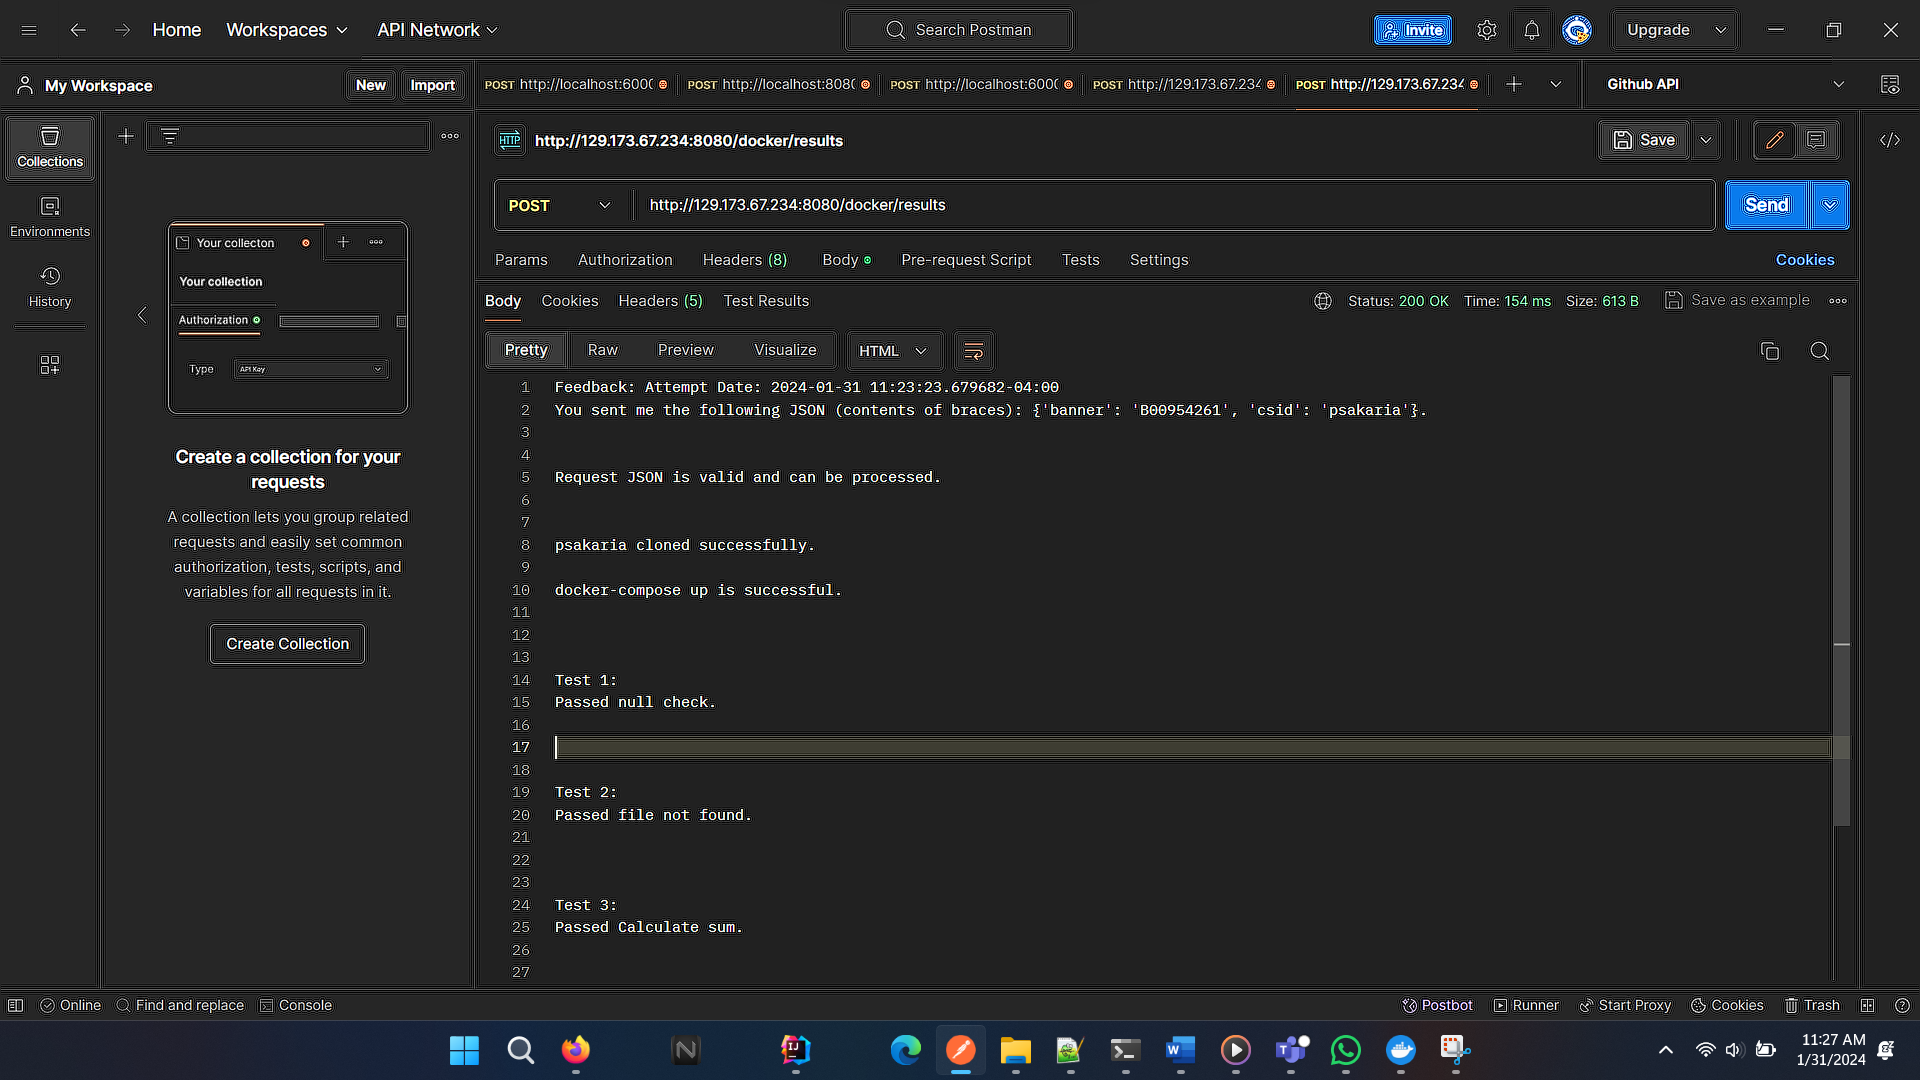 Home
Workspaces
API Network
Search Postman
Invite
Upgrade
My Workspace
New
Import
POST http://localhost:6000
POST http://localhost:8080
POST http://localhost:6000
POST http://129.173.67.234
POST http://129.173.67.234
Github API
Collections
Environments
History
HTTP http://129.173.67.234:8080/docker/results
Save
POST
http://129.173.67.234:8080/docker/results
Send
Params
Authorization
Headers (8)
Body
Pre-request Script
Tests
Settings
Cookies
Body
Cookies
Headers (5)
Test Results
Status: 200 OK
Time: 154 ms
Size: 613 B
Save as example
Pretty
Raw
Preview
Visualize
HTML
Your collecton
Your collection
Authorization
Type
API Key
Create a collection for your
requests
A collection lets you group related
requests and easily set common
authorization, tests, scripts, and
variables for all requests in it.
Create Collection
1 Feedback: Attempt Date: 2024-01-31 11:23:23.679682-04:00
2 You sent me the following JSON (contents of braces): {'banner': 'B00954261', 'csid': 'psakaria'}.
3
4
5 Request JSON is valid and can be processed.
6
7
8 psakaria cloned successfully.
9
10 docker-compose up is successful.
11
12
13
14 Test 1:
15 Passed null check.
16
17
18
19 Test 2:
20 Passed file not found.
21
22
23
24 Test 3:
25 Passed Calculate sum.
26
27
Online
Find and replace
Console
Postbot
Runner
Start Proxy
Cookies
Trash
11:27 AM
1/31/2024